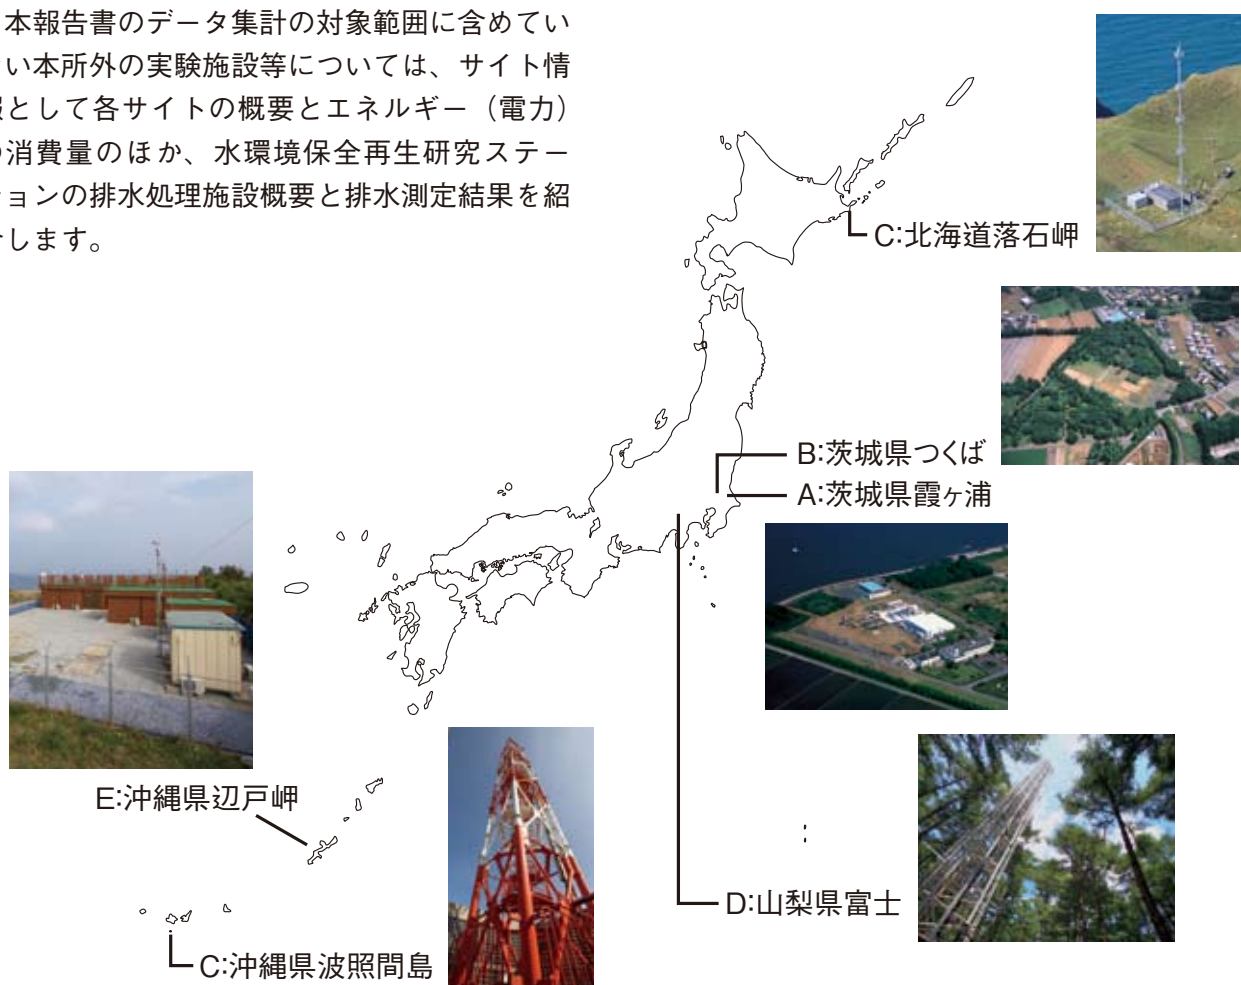 本報告書のデータ集計の対象範囲に含めてい
い本所外の実験施設等については、サイト情
報として各サイトの概要とエネルギー（電力）
の消費量のほか、水環境保全再生研究ステー
ションの排水処理施設概要と排水測定結果を紹
介します。
C:北海道落石岬
B:茨城県つくば
A:茨城県霞ヶ浦
E:沖縄県辺戸岬
D:山梨県富士
C:沖縄県波照間島